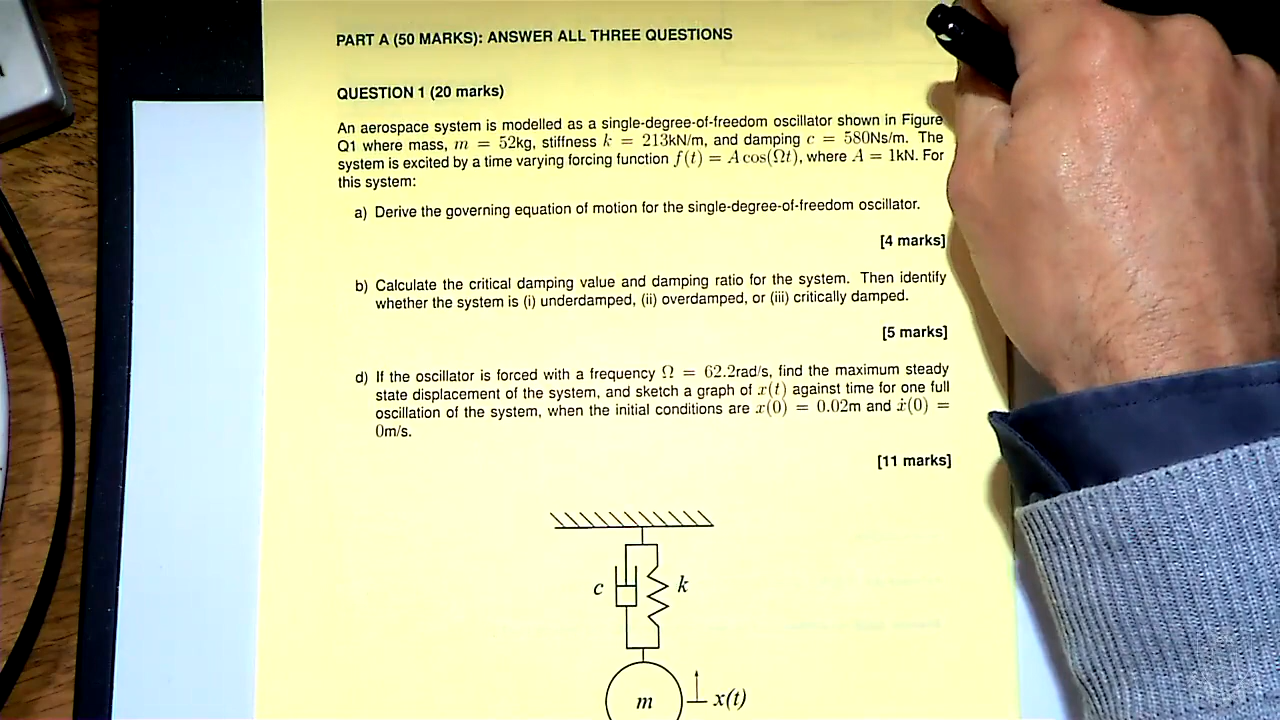 PART A (50 MARKS): ANSWER ALL THREE QUESTIONS
QUESTION 1 (20 marks)
An aerospace system is modelled as a single-degree-of-freedom oscillator shown in Figure
Q1 where mass, m = 52kg, stiffness k = 213kN/m, and damping c = 580Ns/m. The
system is excited by a time varying forcing function f(t) = A cos(Ωt), where A = 1kN. For
this system:
a) Derive the governing equation of motion for the single-degree-of-freedom oscillator.
[4 marks]
b) Calculate the critical damping value and damping ratio for the system. Then identify
whether the system is (i) underdamped, (ii) overdamped, or (iii) critically damped.
[5 marks]
d) If the oscillator is forced with a frequency Ω = 62.2rad/s, find the maximum steady
state displacement of the system, and sketch a graph of x(t) against time for one full
oscillation of the system, when the initial conditions are x(0) = 0.02m and ẋ(0) =
0m/s.
[11 marks]
c k
m x(t)